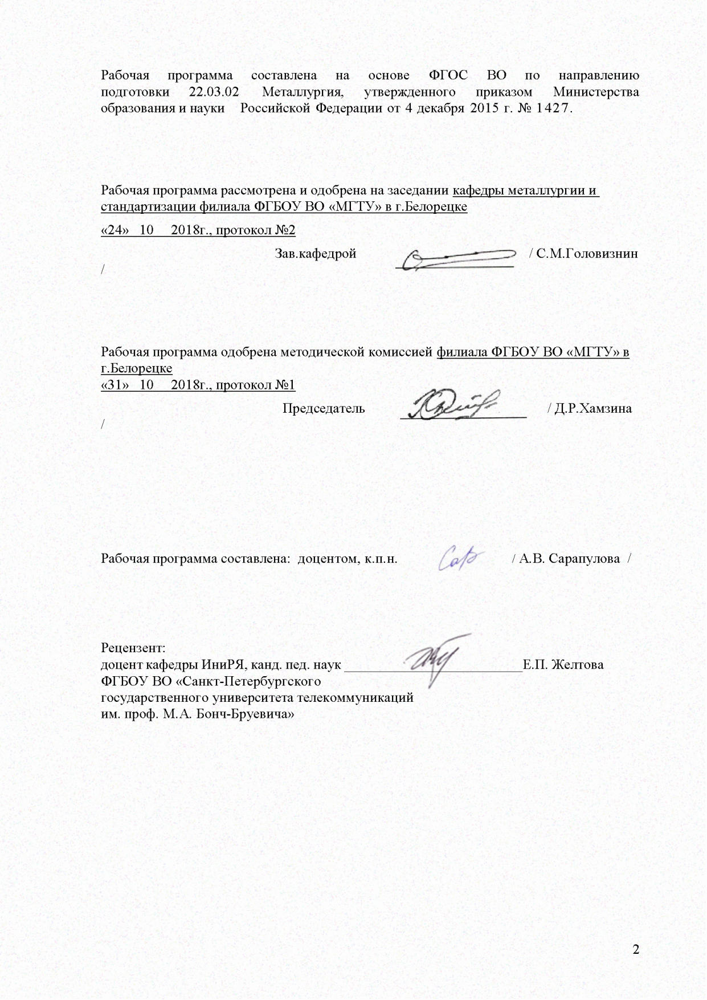 Рабочая программа составлена на основе ФГОС ВО по направлению
подготовки 22.03.02 Металлургия, утвержденного приказом Министерства
образования и науки Российской Федерации от 4 декабря 2015 г. № 1427.
Рабочая программа рассмотрена и одобрена на заседании кафедры металлургии и
стандартизации филиала ФГБОУ ВО «МГТУ» в г.Белорецке
«24» 10 2018г., протокол №2
Зав.кафедрой / С.М.Головизнин
/
Рабочая программа одобрена методической комиссией филиала ФГБОУ ВО «МГТУ» в
г.Белорецке
«31» 10 2018г., протокол №1
Председатель / Д.Р.Хамзина
/
Рабочая программа составлена: доцентом, к.п.н. / А.В. Сарапулова /
Рецензент:
доцент кафедры ИниРЯ, канд. пед. наук Е.П. Желтова
ФГБОУ ВО «Санкт-Петербургского
государственного университета телекоммуникаций
им. проф. М.А. Бонч-Бруевича»
2